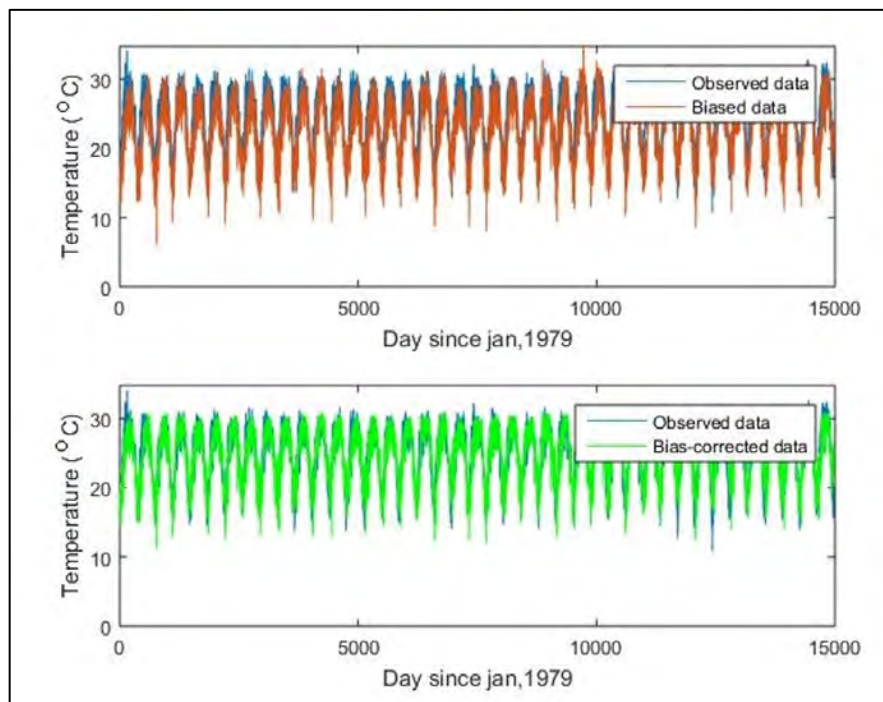 30
20
10
0
Temperature (°C)
Observed data
Biased data
0
5000
10000
15000
Day since jan,1979
30
20
10
0
Temperature (°C)
Observed data
Bias-corrected data
0
5000
10000
15000
Day since jan,1979